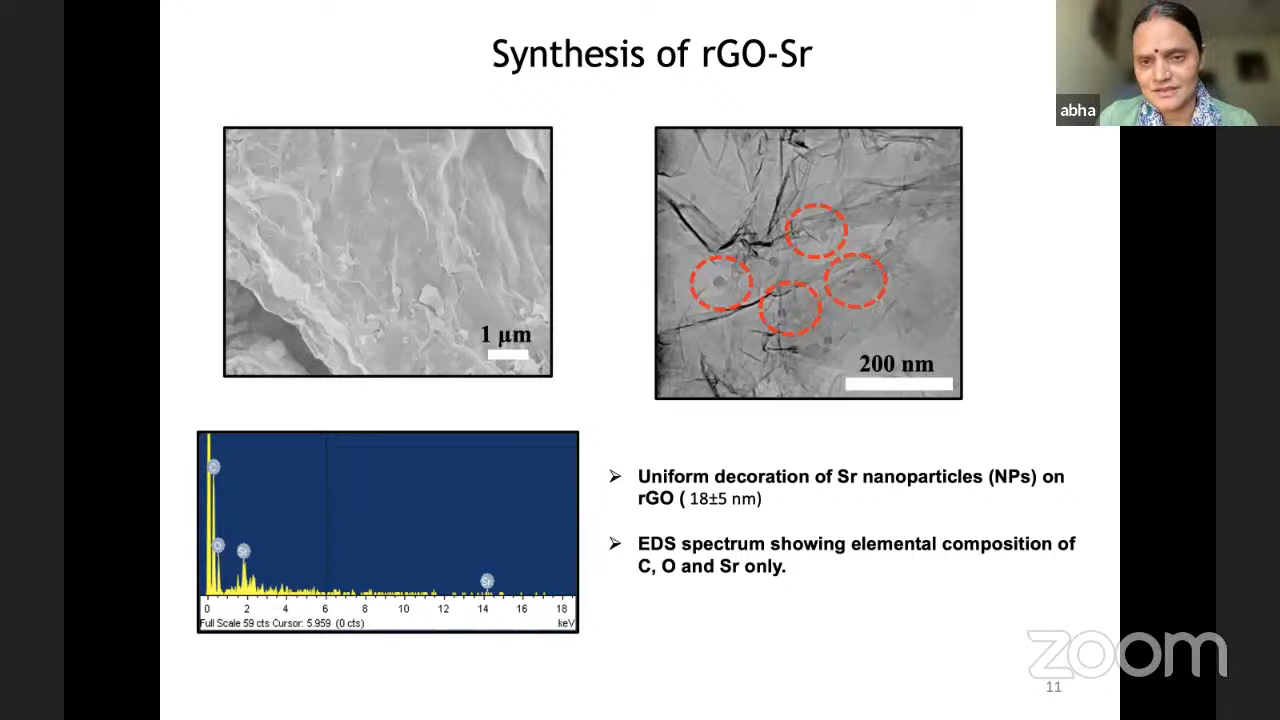 Synthesis of rGO-Sr
abha
1 μm
200 nm
C
O
Sr
Sr
0 2 4 6 8 10 12 14 16 18
Full Scale 59 cts Cursor: 5.959 (0 cts) keV
➢ Uniform decoration of Sr nanoparticles (NPs) on
rGO ( 18±5 nm)
➢ EDS spectrum showing elemental composition of
C, O and Sr only.
zoom
11